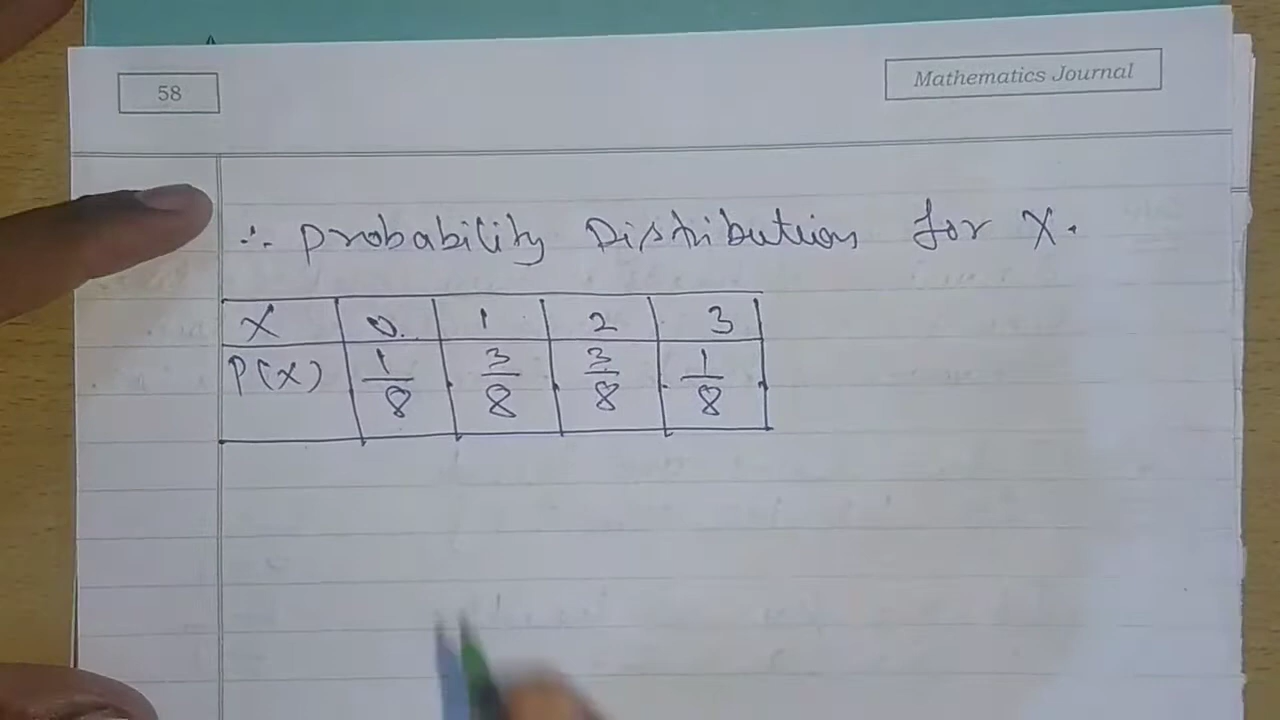 58
Mathematics Journal
∴ Probability Distribution for X.
X 0 1 2 3
P(X) 1/8 3/8 3/8 1/8